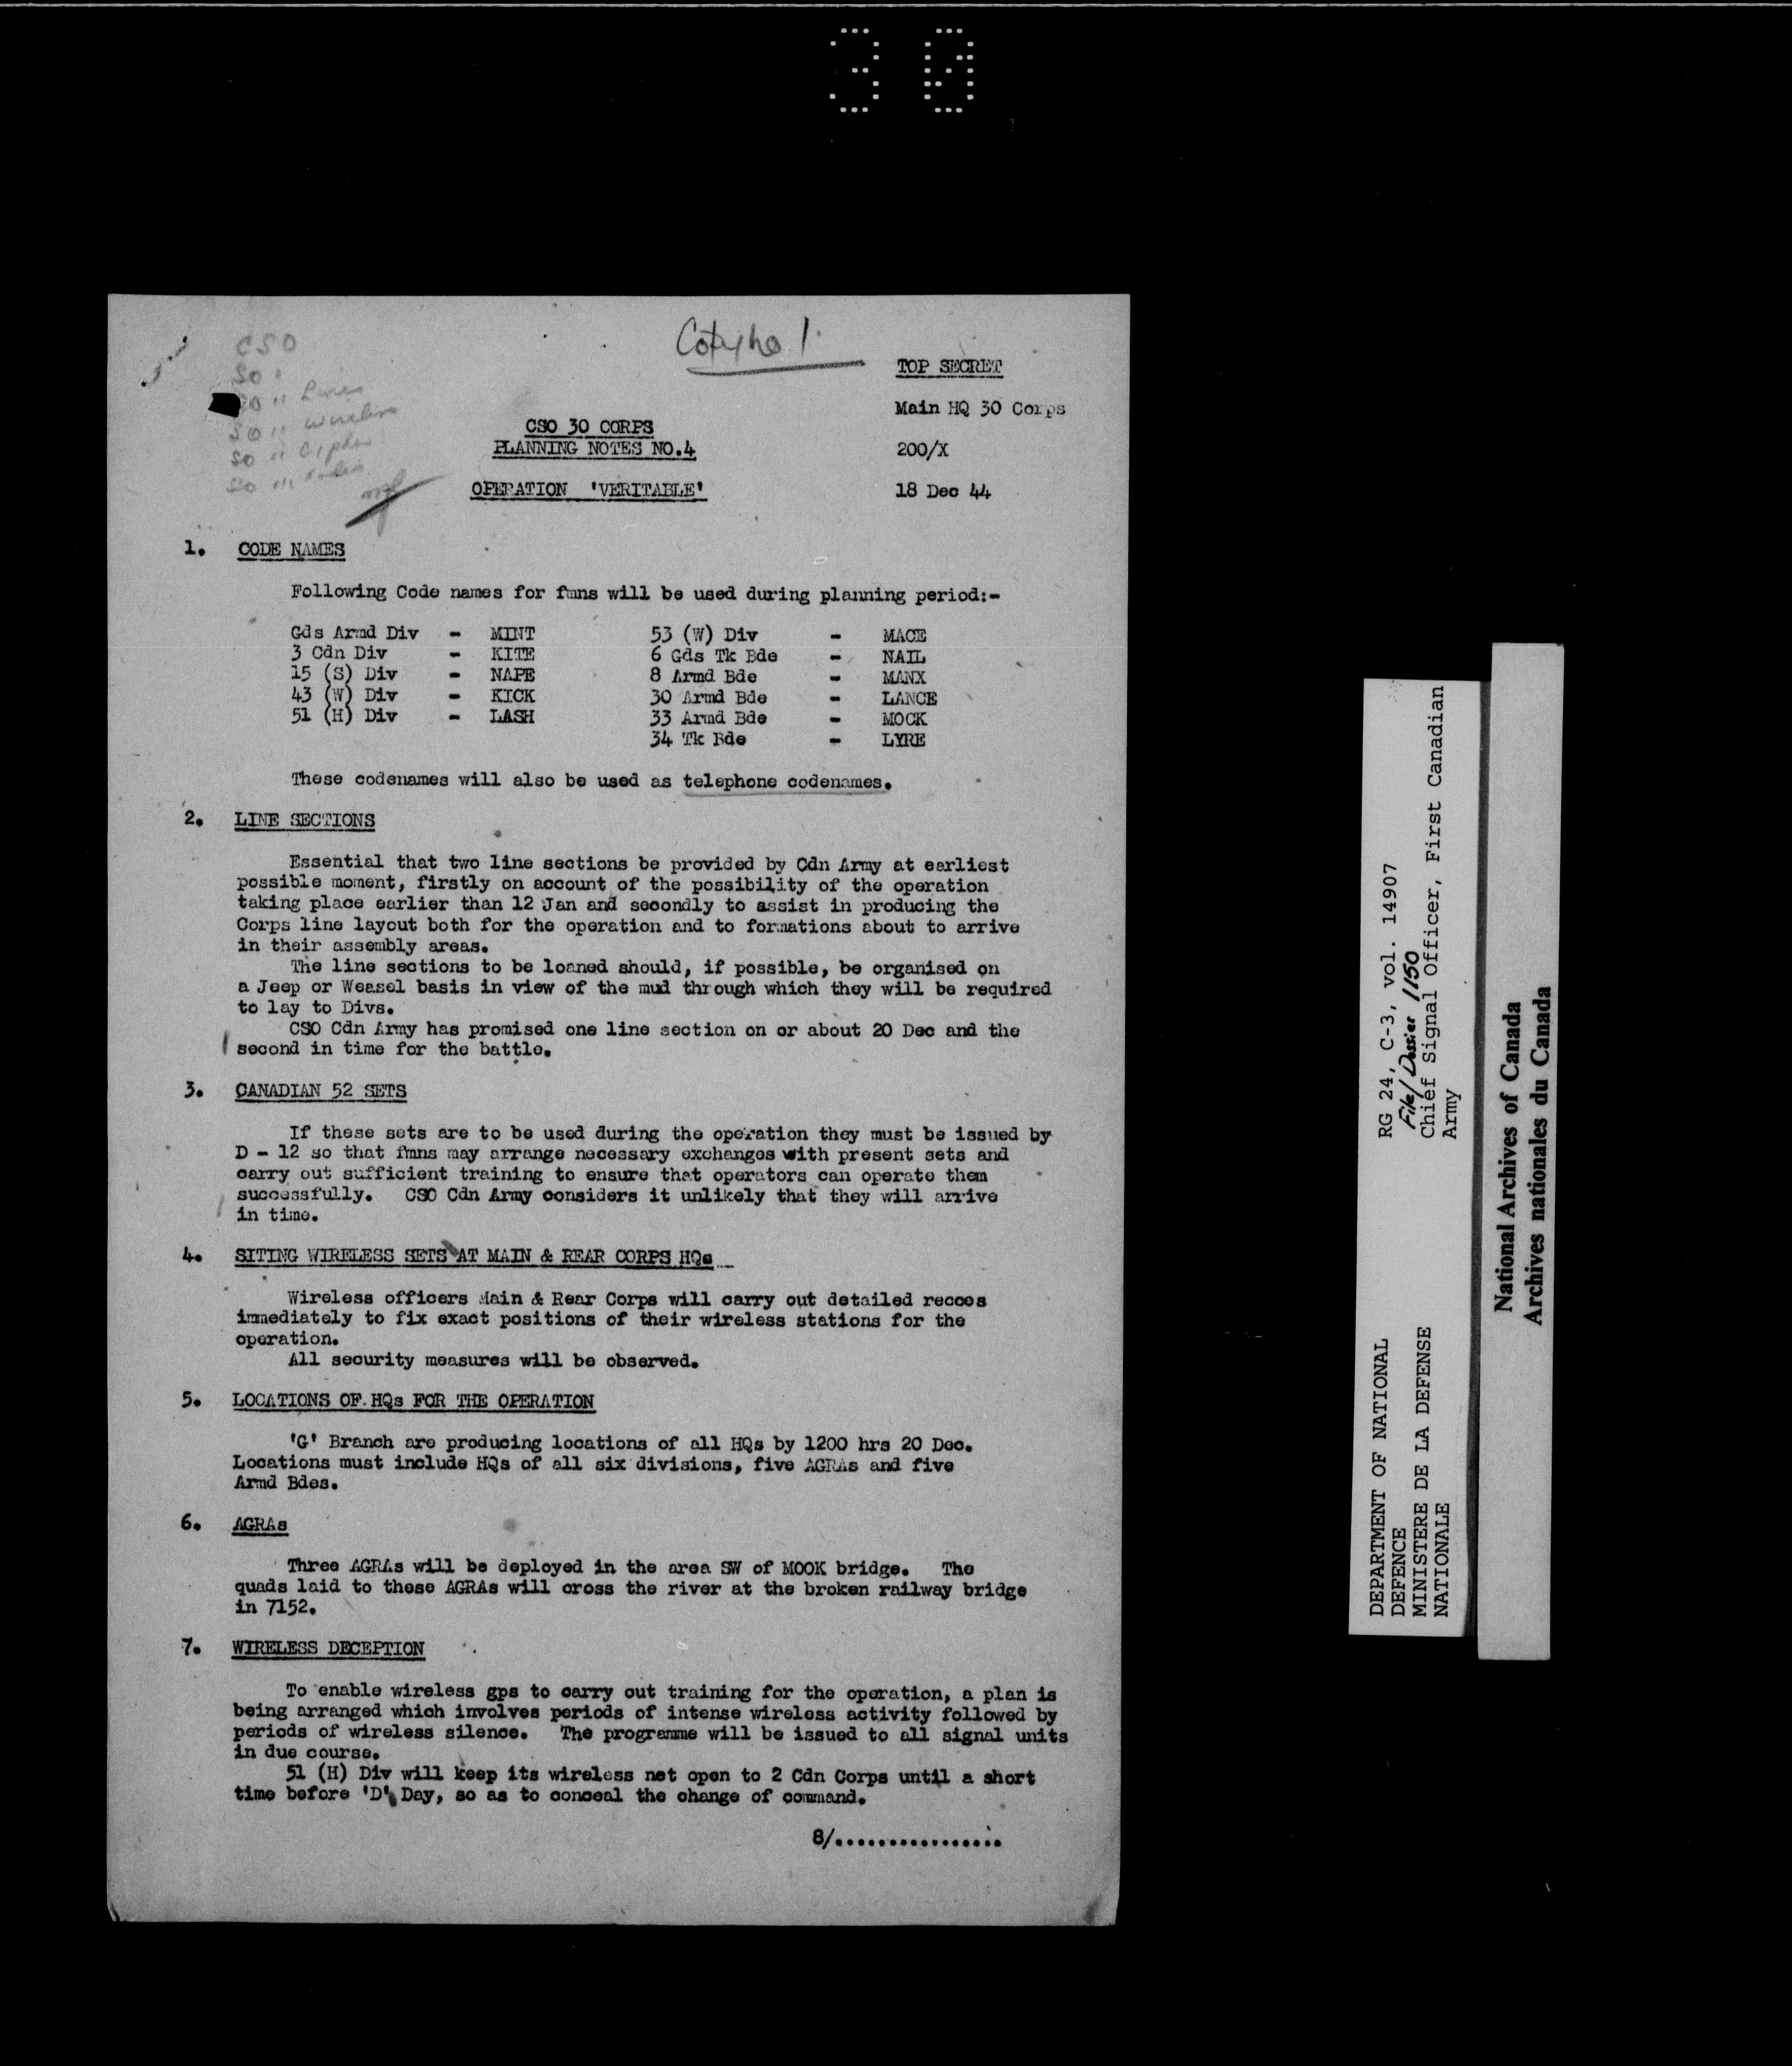 30
Copy No 1.
CSO
SO I
SO II Lines
SO II Wireless
SO II Cipher
TOP SECRET
Main HQ 30 Corps
CSO 30 CORPS
PLANNING NOTES NO.4
200/X
OPERATION 'VERITABLE'
18 Dec 44
1. CODE NAMES
Following Code names for fmns will be used during planning period:-
Gds Armd Div - MINT 53 (W) Div - MACE
3 Cdn Div - KITE 6 Gds Tk Bde - NAIL
15 (S) Div - NAPE 8 Armd Bde - MANX
43 (W) Div - KICK 30 Armd Bde - LANCE
51 (H) Div - LASH 33 Armd Bde - MOCK
34 Tk Bde - LYRE
These codenames will also be used as telephone codenames.
2. LINE SECTIONS
Essential that two line sections be provided by Cdn Army at earliest
possible moment, firstly on account of the possibility of the operation
taking place earlier than 12 Jan and secondly to assist in producing the
Corps line layout both for the operation and to formations about to arrive
in their assembly areas.
The line sections to be loaned should, if possible, be organised on
a Jeep or Weasel basis in view of the mud through which they will be required
to lay to Divs.
CSO Cdn Army has promised one line section on or about 20 Dec and the
second in time for the battle.
3. CANADIAN 52 SETS
If these sets are to be used during the operation they must be issued by
D - 12 so that fmns may arrange necessary exchanges with present sets and
carry out sufficient training to ensure that operators can operate them
successfully. CSO Cdn Army considers it unlikely that they will arrive
in time.
4. SITING WIRELESS SETS AT MAIN & REAR CORPS HQs
Wireless officers Main & Rear Corps will carry out detailed recces
immediately to fix exact positions of their wireless stations for the
operation.
All security measures will be observed.
5. LOCATIONS OF HQs FOR THE OPERATION
'G' Branch are producing locations of all HQs by 1200 hrs 20 Dec.
Locations must include HQs of all six divisions, five AGRAs and five
Armd Bdes.
6. AGRAs
Three AGRAs will be deployed in the area SW of MOOK bridge. The
quads laid to these AGRAs will cross the river at the broken railway bridge
in 7152.
7. WIRELESS DECEPTION
To enable wireless gps to carry out training for the operation, a plan is
being arranged which involves periods of intense wireless activity followed by
periods of wireless silence. The programme will be issued to all signal units
in due course.
51 (H) Div will keep its wireless net open to 2 Cdn Corps until a short
time before 'D' Day, so as to conceal the change of command.
8/................
DEPARTMENT OF NATIONAL
DEFENCE
MINISTERE DE LA DEFENSE
NATIONALE
RG 24, C-3, vol. 14907
File/Dossier 1150
Chief Signal Officer, First Canadian
Army
National Archives of Canada
Archives nationales du Canada